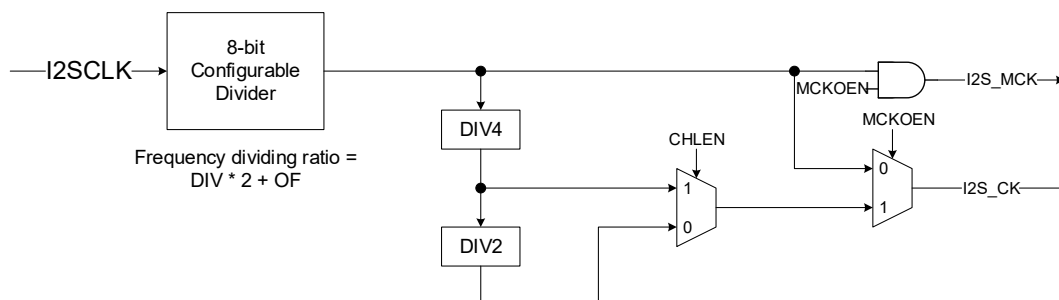 I2SCLK
8-bit
Configurable
Divider
Frequency dividing ratio =
DIV * 2 + OF
DIV4
DIV2
CHLEN
1
0
MCKOEN
I2S_MCK
MCKOEN
0
1
I2S_CK